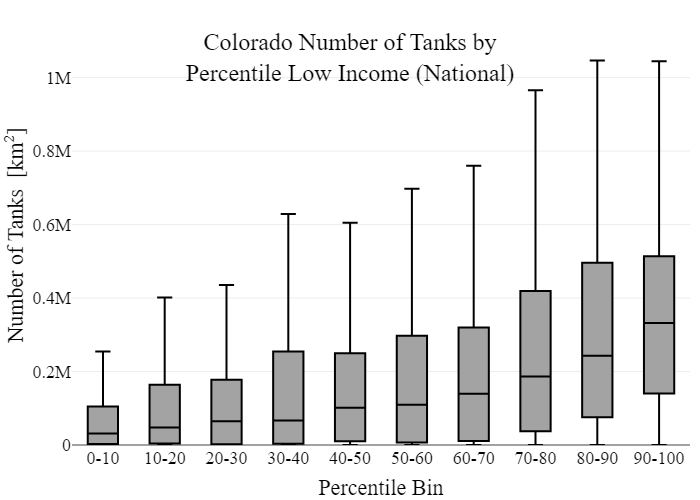 Colorado Number of Tanks by
Percentile Low Income (National)
Number of Tanks [km²]
1M
0.8M
0.6M
0.4M
0.2M
0
0-10 10-20 20-30 30-40 40-50 50-60 60-70 70-80 80-90 90-100
Percentile Bin